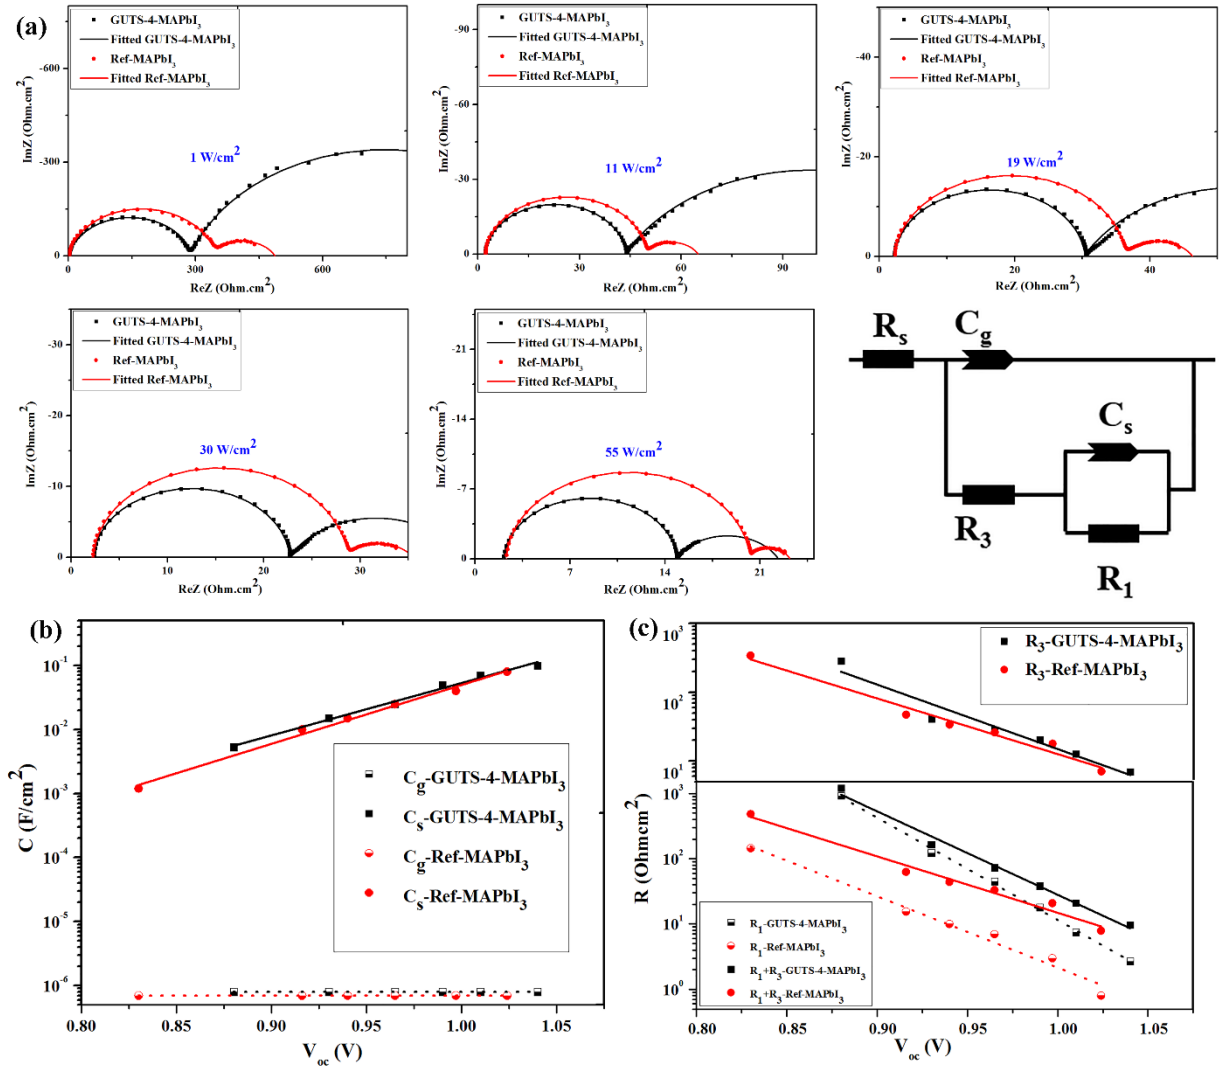 (a)
GUTS-4-MAPbI3
Fitted GUTS-4-MAPbI3
Ref-MAPbI3
Fitted Ref-MAPbI3
1 W/cm2
ImZ (Ohm.cm2)
-600
-300
0
0
300
600
ReZ (Ohm.cm2)
GUTS-4-MAPbI3
Fitted GUTS-4-MAPbI3
Ref-MAPbI3
Fitted Ref-MAPbI3
11 W/cm2
ImZ (Ohm.cm2)
-90
-60
-30
0
0
30
60
90
ReZ (Ohm.cm2)
GUTS-4-MAPbI3
Fitted GUTS-4-MAPbI3
Ref-MAPbI3
Fitted Ref-MAPbI3
19 W/cm2
ImZ (Ohm.cm2)
-40
-20
0
0
20
40
ReZ (Ohm.cm2)
GUTS-4-MAPbI3
Fitted GUTS-4-MAPbI3
Ref-MAPbI3
Fitted Ref-MAPbI3
30 W/cm2
ImZ (Ohm.cm2)
-30
-20
-10
0
0
10
20
30
ReZ (Ohm.cm2)
GUTS-4-MAPbI3
Fitted GUTS-4-MAPbI3
Ref-MAPbI3
Fitted Ref-MAPbI3
55 W/cm2
ImZ (Ohm.cm2)
-21
-14
-7
0
0
7
14
21
ReZ (Ohm.cm2)
Rs
Cg
Cs
R3
R1
(b)
C (F/cm2)
10-1
10-2
10-3
10-4
10-5
10-6
Cg-GUTS-4-MAPbI3
Cs-GUTS-4-MAPbI3
Cg-Ref-MAPbI3
Cs-Ref-MAPbI3
0.80
0.85
0.90
0.95
1.00
1.05
Voc (V)
(c)
R3-GUTS-4-MAPbI3
R3-Ref-MAPbI3
103
102
101
R (Ohmcm2)
103
102
101
100
R1-GUTS-4-MAPbI3
R1-Ref-MAPbI3
R1+R3-GUTS-4-MAPbI3
R1+R3-Ref-MAPbI3
0.80
0.85
0.90
0.95
1.00
1.05
Voc (V)